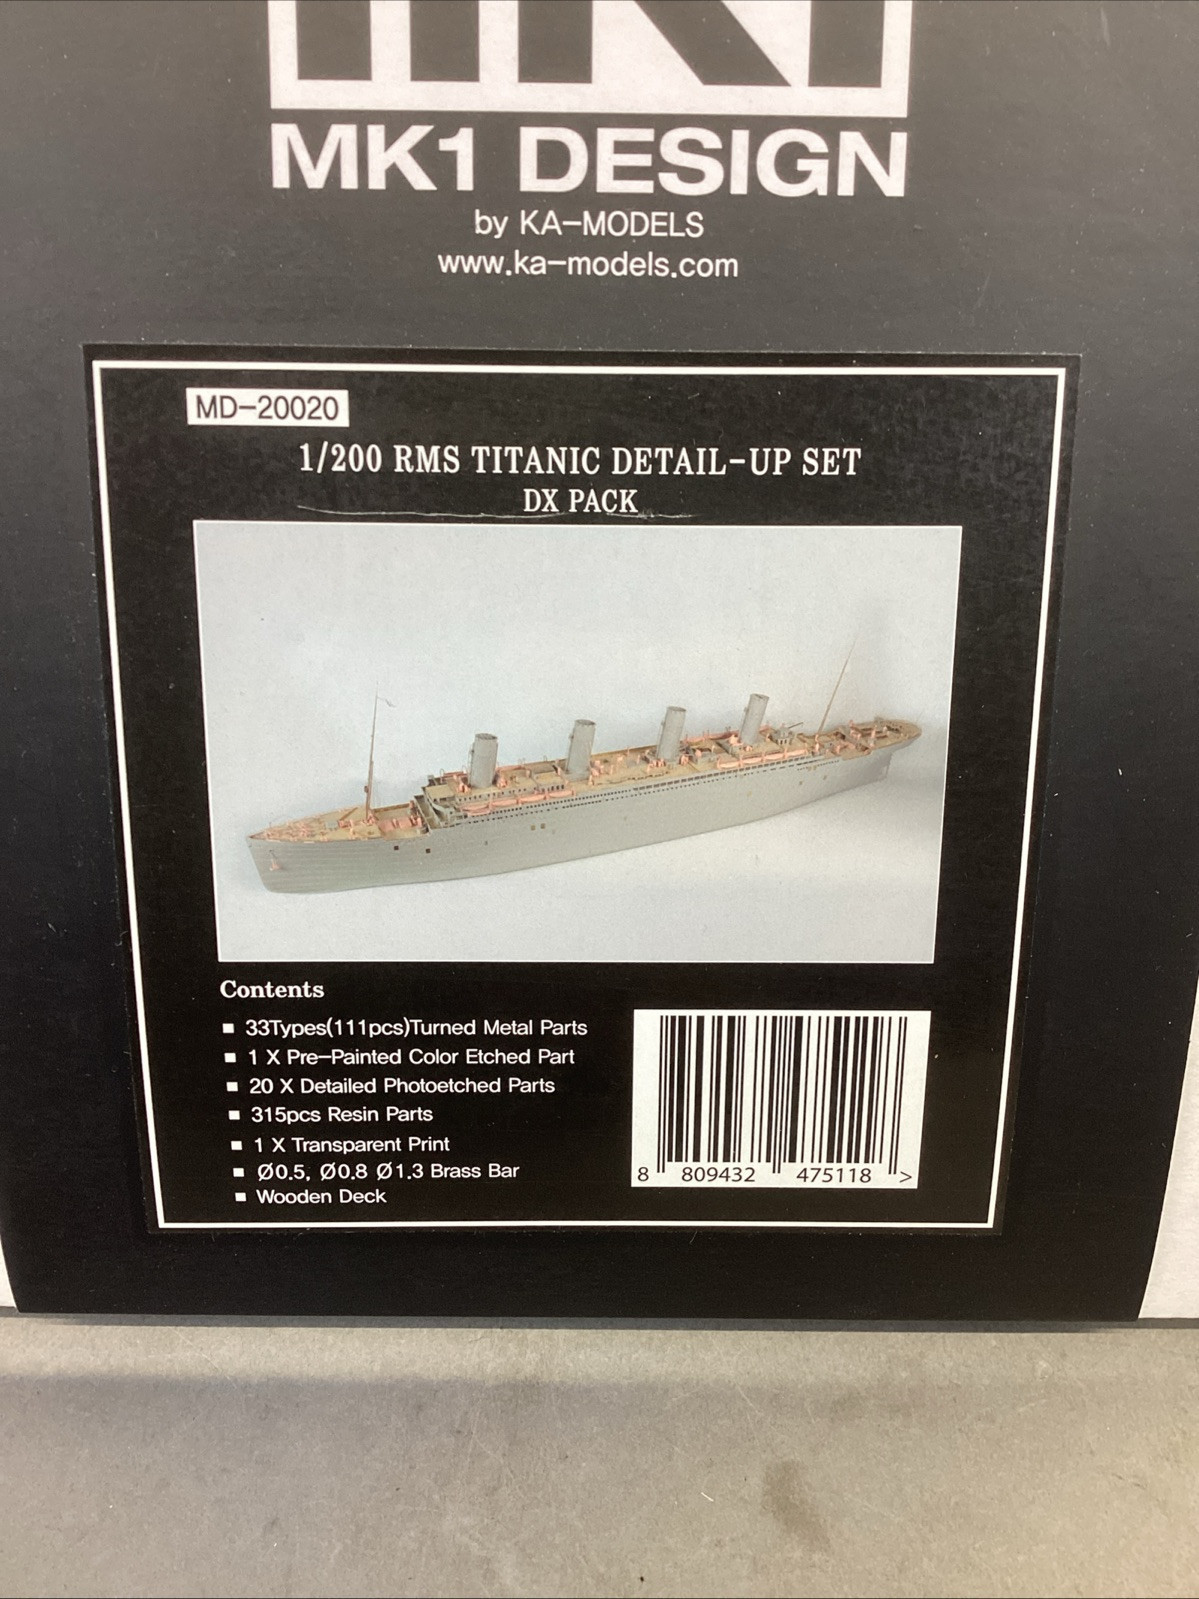 MK1 DESIGN
by KA-MODELS
www.ka-models.com
MD-20020
1/200 RMS TITANIC DETAIL-UP SET
DX PACK
Contents
■ 33Types(111pcs)Turned Metal Parts
■ 1 X Pre-Painted Color Etched Part
■ 20 X Detailed Photoetched Parts
■ 315pcs Resin Parts
■ 1 X Transparent Print
■ Ø0.5, Ø0.8 Ø1.3 Brass Bar
■ Wooden Deck
8 809432 475118 >